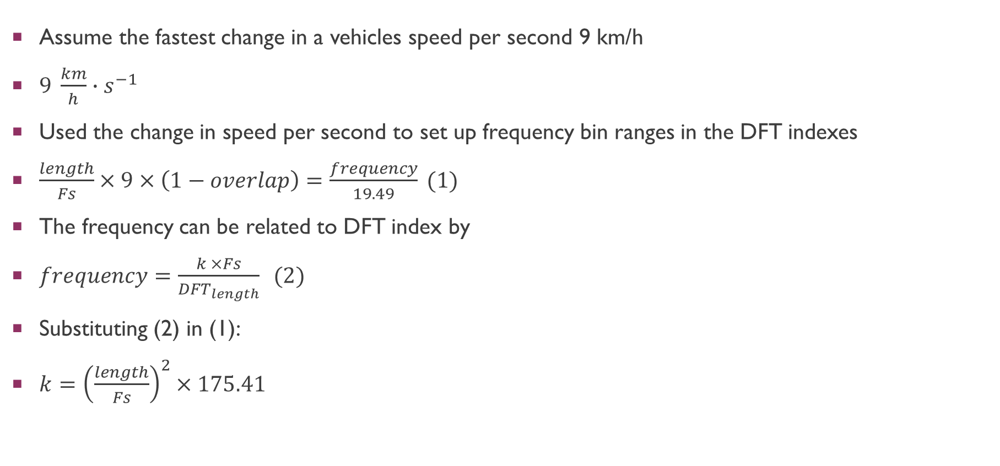 ▪ Assume the fastest change in a vehicles speed per second 9 km/h
▪ $9 \frac{km}{h} \cdot s^{-1}$
▪ Used the change in speed per second to set up frequency bin ranges in the DFT indexes
▪ $\frac{length}{Fs} \times 9 \times (1 - overlap) = \frac{frequency}{19.49}$ (1)
▪ The frequency can be related to DFT index by
▪ $frequency = \frac{k \times Fs}{DFT_{length}}$ (2)
▪ Substituting (2) in (1):
▪ $k = \left(\frac{length}{Fs}\right)^2 \times 175.41$